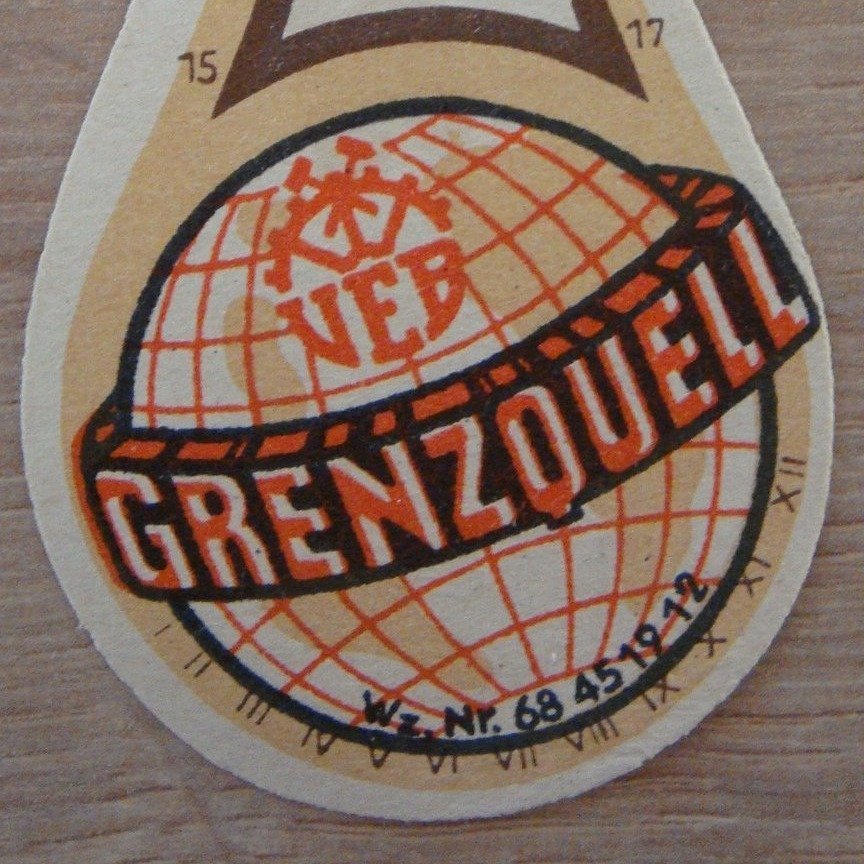 15
17
VEB
GRENZQUELL
Wz. Nr. 68 45 19 12
I II III IV V VI VII VIII IX X XI XII